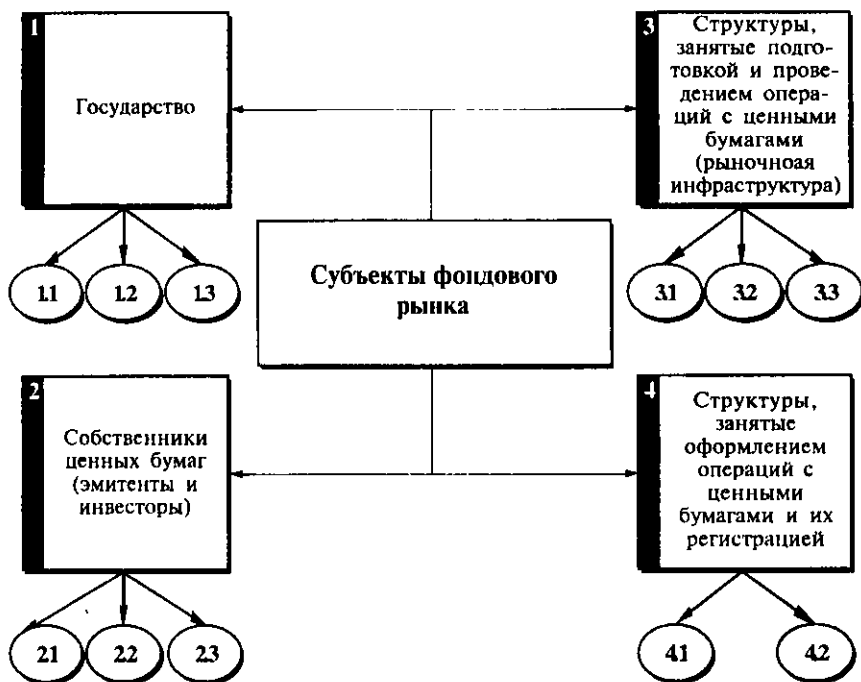 1
Государство
1.1
1.2
1.3
3
Структуры,
занятые подго-
товкой и прове-
дением опера-
ций с ценными
бумагами
(рыночноая
инфраструктура)
3.1
3.2
3.3
Субъекты фондового
рынка
2
Собственники
ценных бумаг
(эмитенты и
инвесторы)
2.1
2.2
2.3
4
Структуры,
занятые
оформлением
операций с
ценными
бумагами и их
регистрацией
4.1
4.2